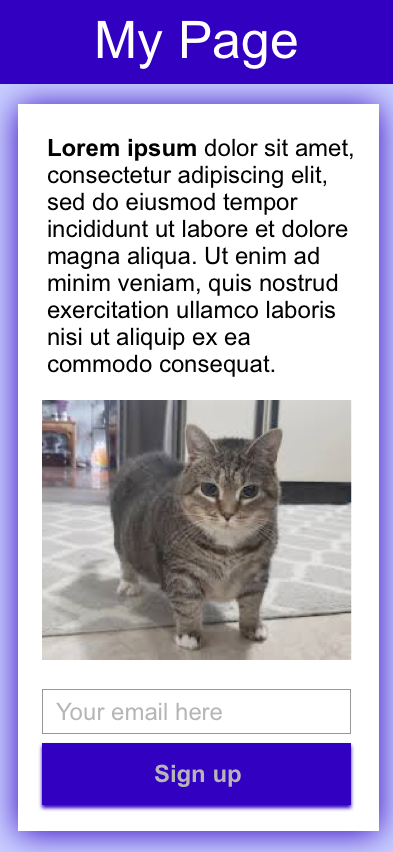 My Page
Lorem ipsum dolor sit amet,
consectetur adipiscing elit,
sed do eiusmod tempor
incididunt ut labore et dolore
magna aliqua. Ut enim ad
minim veniam, quis nostrud
exercitation ullamco laboris
nisi ut aliquip ex ea
commodo consequat.
Your email here
Sign up